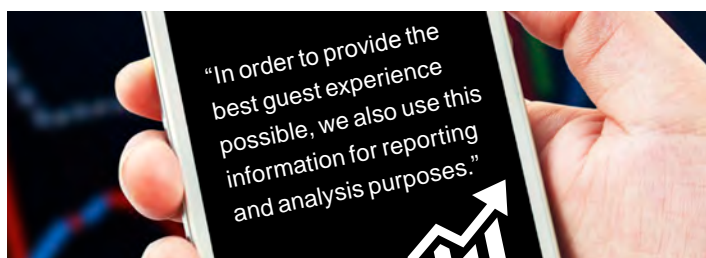 “In order to provide the
best guest experience
possible, we also use this
information for reporting
and analysis purposes.”